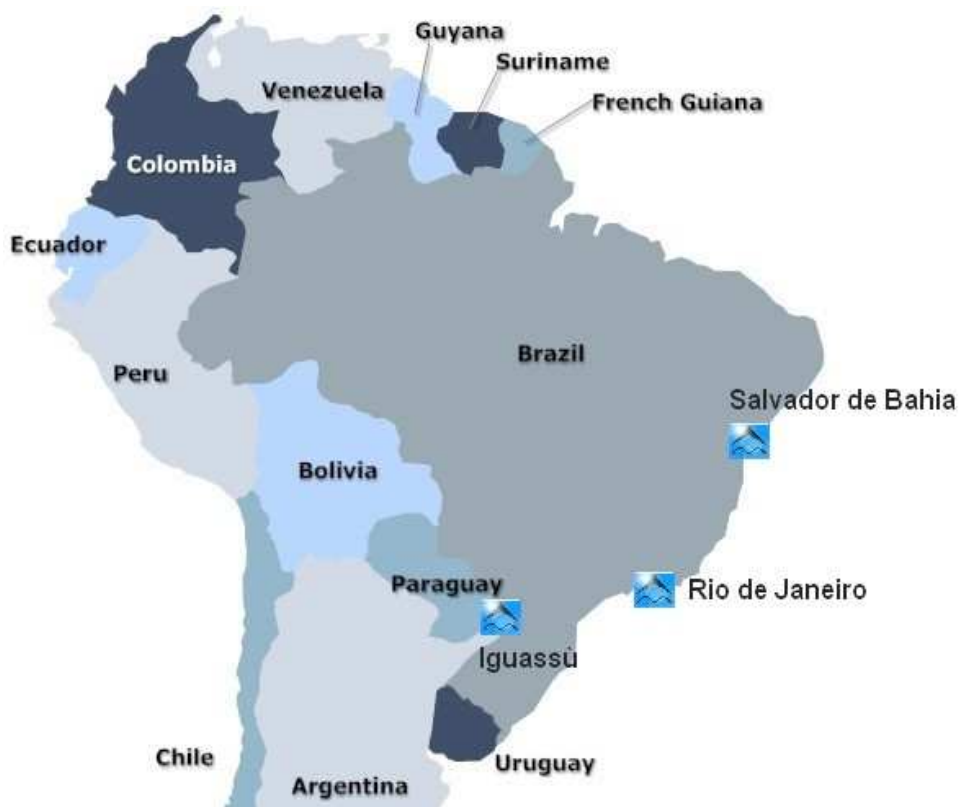 Guyana
Suriname
Venezuela
French Guiana
Colombia
Ecuador
Brazil
Peru
Salvador de Bahia
Bolivia
Paraguay
Rio de Janeiro
Iguassù
Chile
Uruguay
Argentina